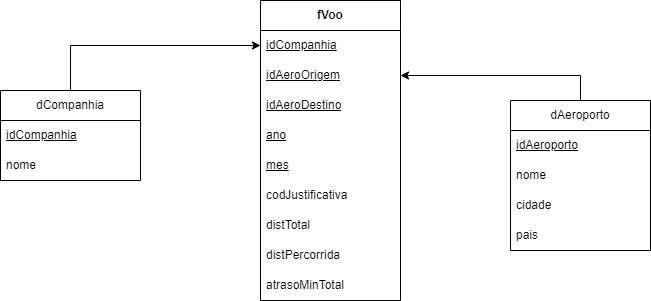 fVoo
idCompanhia
idAeroOrigem
idAeroDestino
ano
mes
codJustificativa
distTotal
distPercorrida
atrasoMinTotal
dCompanhia
idCompanhia
nome
dAeroporto
idAeroporto
nome
cidade
pais